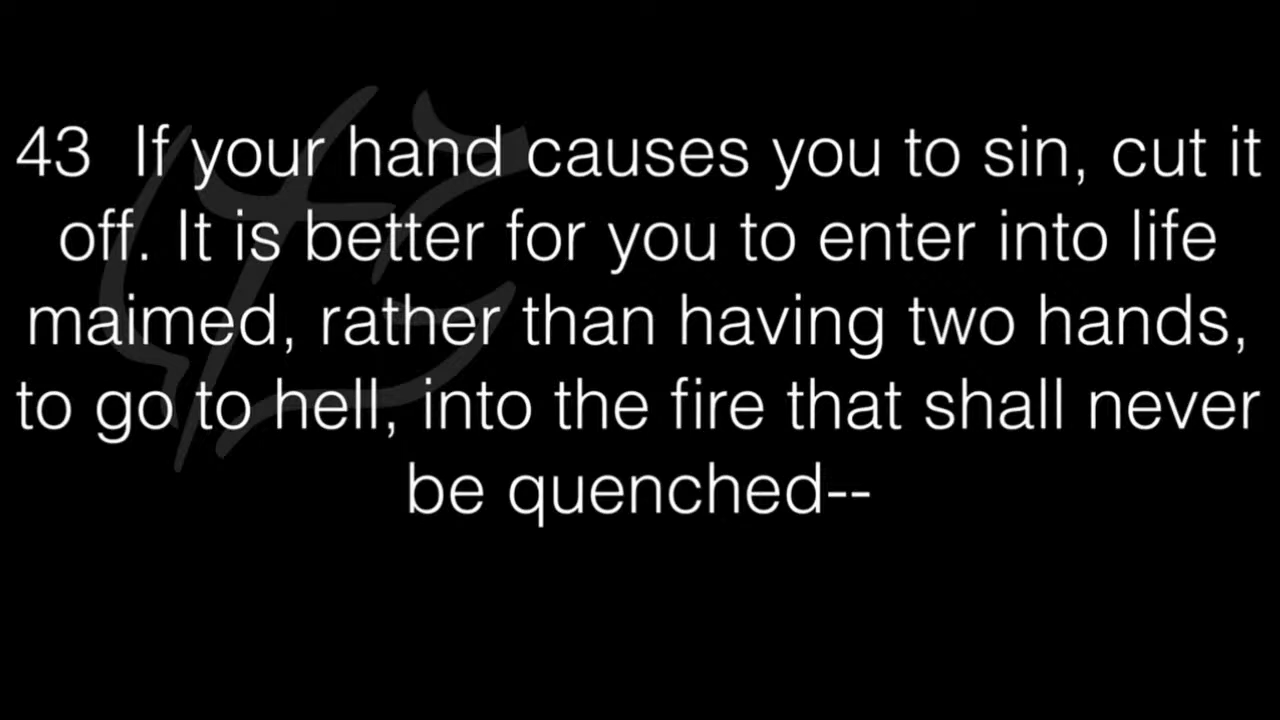 43  If your hand causes you to sin, cut it
off. It is better for you to enter into life
maimed, rather than having two hands,
to go to hell, into the fire that shall never
be quenched--